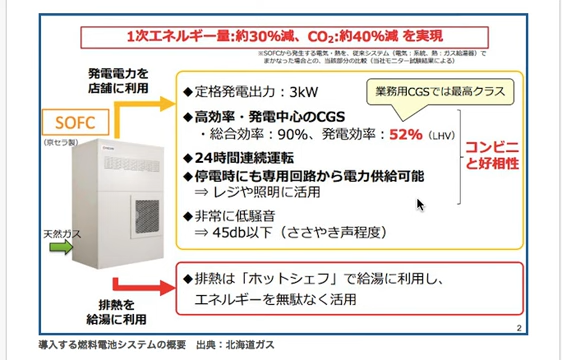 1次エネルギー量:約30%減、CO₂:約40%減 を実現
※SOFCから発生する電気・熱を、従来システム（電気：系統、熱：ガス給湯器）で
まかなった場合との、当該部分の比較（当社モニター試験結果による）
発電電力を
店舗に利用
SOFC
(京セラ製)
天然ガス
排熱を
給湯に利用
◆定格発電出力：3kW
業務用CGSでは最高クラス
◆高効率・発電中心のCGS
・総合効率：90%、発電効率：52%（LHV）
◆24時間連続運転
◆停電時にも専用回路から電力供給可能
⇒ レジや照明に活用
◆非常に低騒音
⇒ 45db以下（ささやき声程度）
コンビニ
と好相性
◆排熱は「ホットシェフ」で給湯に利用し、
エネルギーを無駄なく活用
2
導入する燃料電池システムの概要　出典：北海道ガス